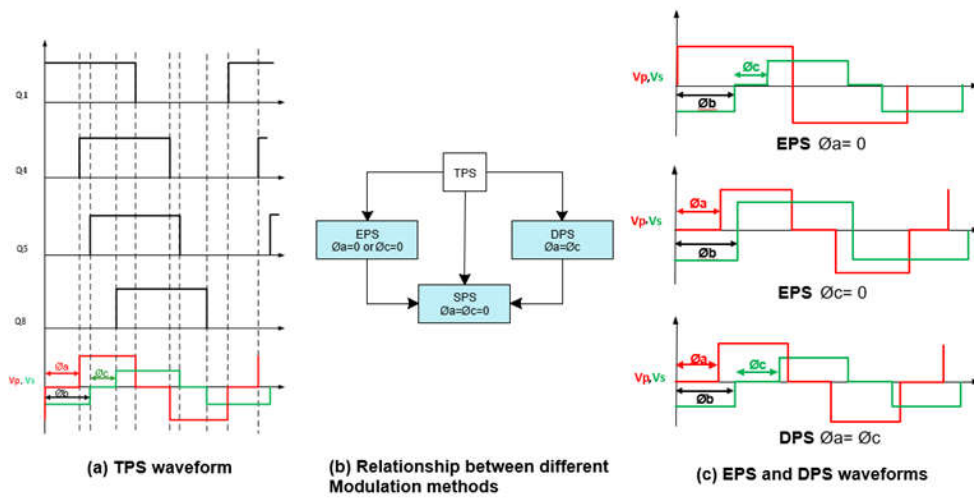 Q1
Q4
Q5
Q8
Øa
Øc
Vp, Vs
Øb
(a) TPS waveform
TPS
EPS
Øa=0 or Øc=0
DPS
Øa=Øc
SPS
Øa=Øc=0
(b) Relationship between different
Modulation methods
Øc
Vp,Vs
Øb
EPS Øa= 0
Øa
Vp,Vs
Øb
EPS Øc= 0
Øa
Øc
Vp,Vs
Øb
DPS Øa= Øc
(c) EPS and DPS waveforms